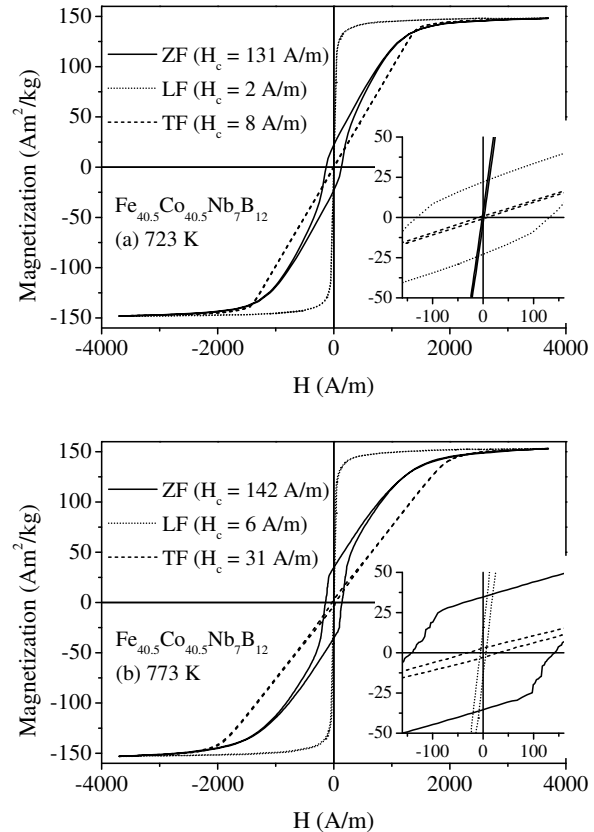 Magnetization (Am²/kg)
150
100
50
0
-50
-100
-150
ZF (H_c = 131 A/m)
LF (H_c = 2 A/m)
TF (H_c = 8 A/m)
Fe₄₀.₅Co₄₀.₅Nb₇B₁₂
(a) 723 K
50
25
0
-25
-50
-100
0
100
-4000
-2000
0
2000
4000
H (A/m)
Magnetization (Am²/kg)
150
100
50
0
-50
-100
-150
ZF (H_c = 142 A/m)
LF (H_c = 6 A/m)
TF (H_c = 31 A/m)
Fe₄₀.₅Co₄₀.₅Nb₇B₁₂
(b) 773 K
50
25
0
-25
-50
-100
0
100
-4000
-2000
0
2000
4000
H (A/m)